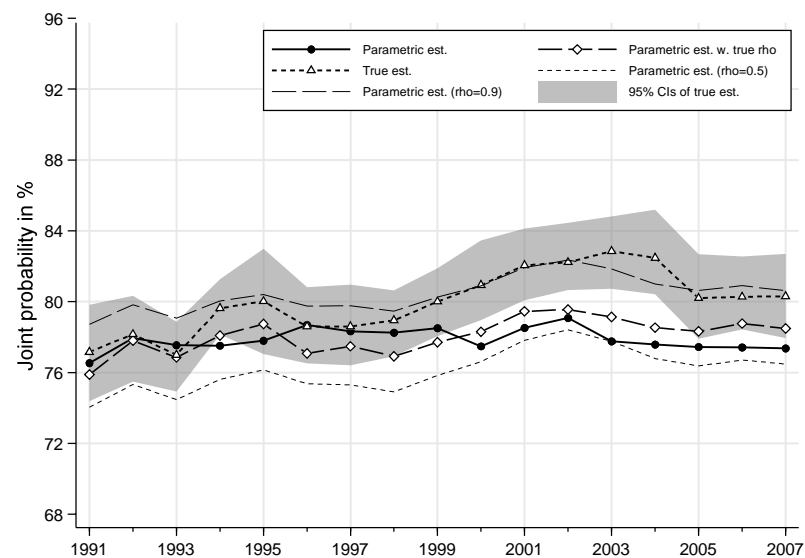 96
92
88
84
80
76
72
68
Joint probability in %
Parametric est.
Parametric est. w. true rho
True est.
Parametric est. (rho=0.5)
Parametric est. (rho=0.9)
95% CIs of true est.
1991 1993 1995 1997 1999 2001 2003 2005 2007